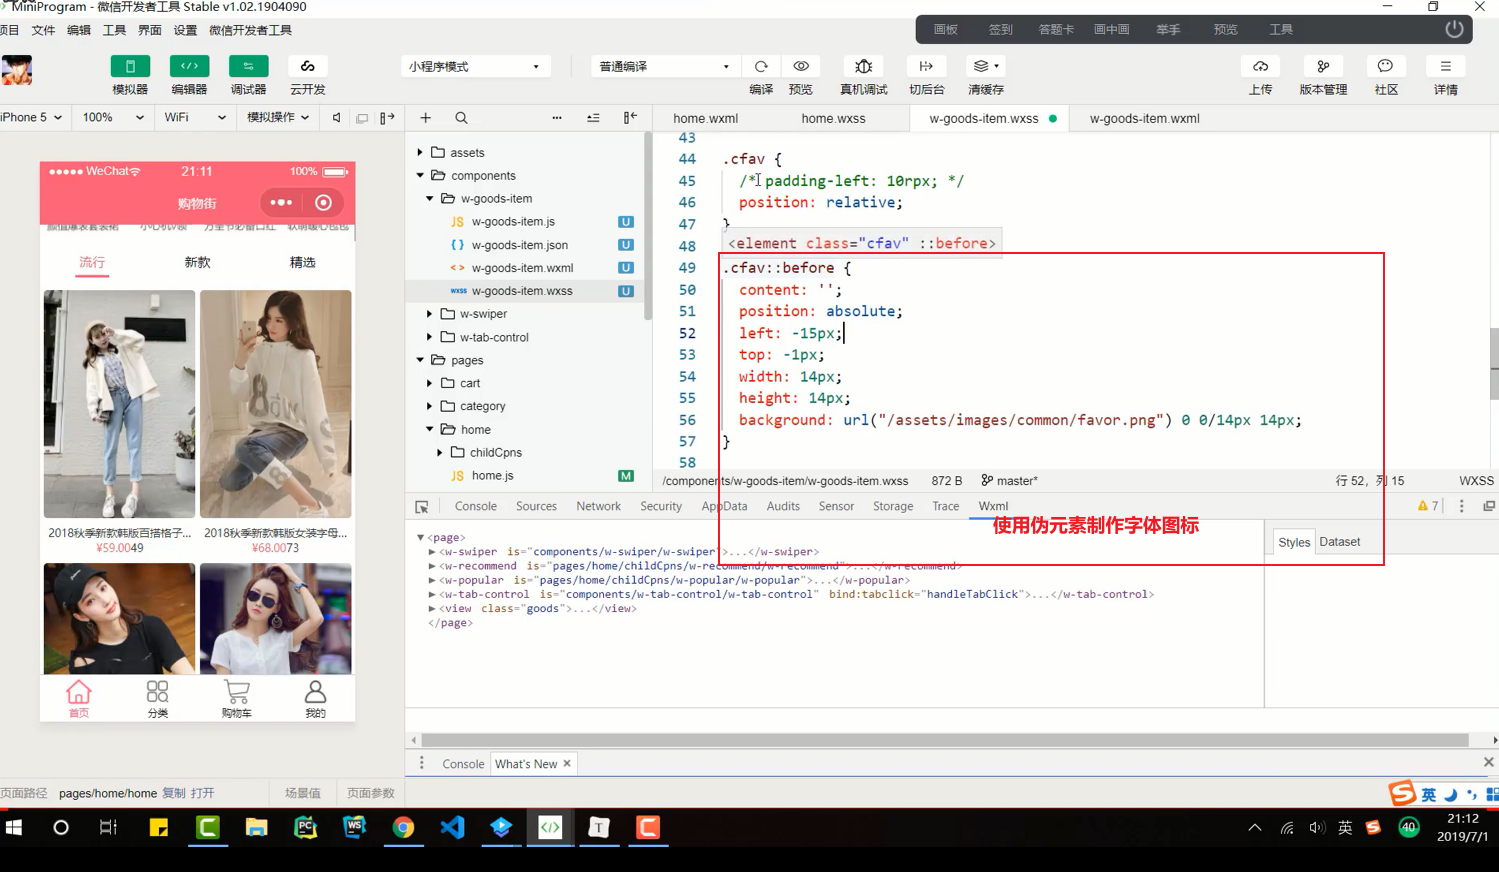 MiniProgram - 微信开发者工具 Stable v1.02.1904090
项目 文件 编辑 工具 界面 设置 微信开发者工具
画板 签到 答题卡 画中画 举手 预览 工具
小程序模式 普通编译
模拟器 编辑器 调试器 云开发 编译 预览 真机调试 切后台 清缓存 上传 版本管理 社区 详情
iPhone 5 100% WiFi 模拟操作
home.wxml home.wxss w-goods-item.wxss w-goods-item.wxml
WeChat 21:11 100%
购物街
流行 新款 精选
2018秋季新款韩版百搭格子... 2018秋季新款韩版女装字母...
¥59.0049 ¥68.0073
首页 分类 购物车 我的
assets
components
w-goods-item
JS w-goods-item.js U
{ } w-goods-item.json U
< > w-goods-item.wxml U
wxss w-goods-item.wxss U
w-swiper
w-tab-control
pages
cart
category
home
childCpns
JS home.js M
43
44 .cfav {
45 /* padding-left: 10rpx; */
46 position: relative;
47 }
48 <element class="cfav" ::before>
49 .cfav::before {
50 content: '';
51 position: absolute;
52 left: -15px;
53 top: -1px;
54 width: 14px;
55 height: 14px;
56 background: url("/assets/images/common/favor.png") 0 0/14px 14px;
57 }
58
/components/w-goods-item/w-goods-item.wxss 872 B master* 行 52, 列 15 WXSS
Console Sources Network Security AppData Audits Sensor Storage Trace Wxml 7
使用伪元素制作字体图标
Styles Dataset
▼<page>
▶<w-swiper is="components/w-swiper/w-swiper">...</w-swiper>
▶<w-recommend is="pages/home/childCpns/w-recommend/w-recommend">...</w-recommend>
▶<w-popular is="pages/home/childCpns/w-popular/w-popular">...</w-popular>
▶<w-tab-control is="components/w-tab-control/w-tab-control" bind:tabclick="handleTabClick">...</w-tab-control>
▶<view class="goods">...</view>
</page>
Console What's New
页面路径 pages/home/home 复制 打开 场景值 页面参数
英
英 40 21:12
2019/7/1